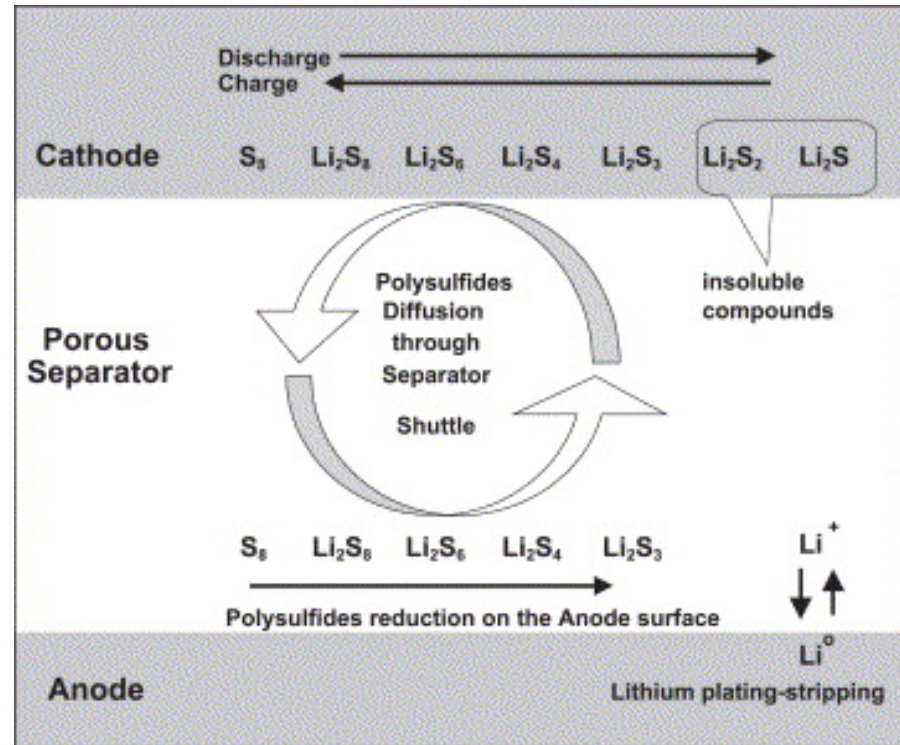 Discharge
Charge
Cathode S₈ Li₂S₈ Li₂S₆ Li₂S₄ Li₂S₃ Li₂S₂ Li₂S
Polysulfides
Diffusion
through
Separator
Shuttle
insoluble
compounds
Porous
Separator
S₈ Li₂S₈ Li₂S₆ Li₂S₄ Li₂S₃
Polysulfides reduction on the Anode surface
Li⁺
Li⁰
Lithium plating-stripping
Anode